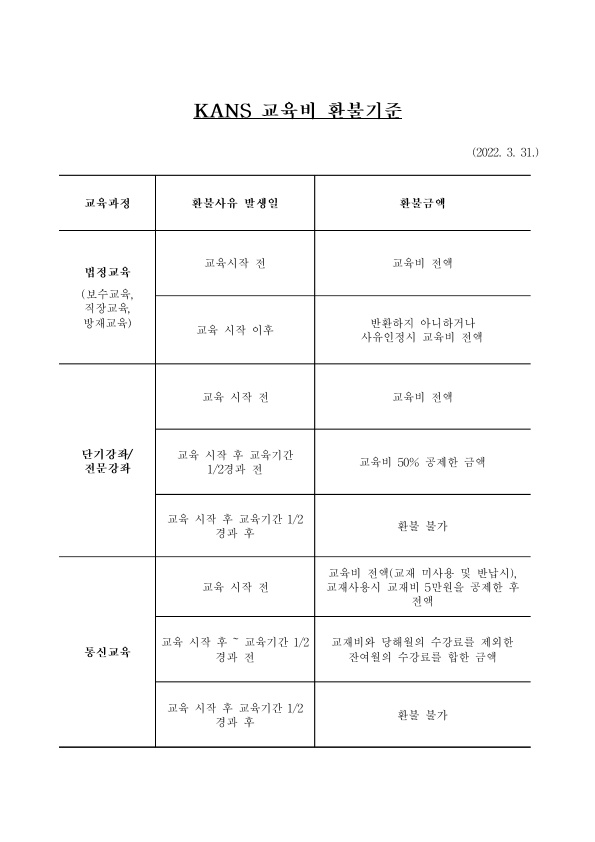 KANS 교육비 환불기준
(2022. 3. 31.)
교육과정
환불사유 발생일
환불금액
법정교육
(보수교육,
직장교육,
방재교육)
교육시작 전
교육비 전액
교육 시작 이후
반환하지 아니하거나
사유인정시 교육비 전액
단기강좌/
전문강좌
교육 시작 전
교육비 전액
교육 시작 후 교육기간
1/2경과 전
교육비 50% 공제한 금액
교육 시작 후 교육기간 1/2
경과 후
환불 불가
통신교육
교육 시작 전
교육비 전액(교재 미사용 및 반납시),
교재사용시 교재비 5만원을 공제한 후
전액
교육 시작 후 ~ 교육기간 1/2
경과 전
교재비와 당해월의 수강료를 제외한
잔여월의 수강료를 합한 금액
교육 시작 후 교육기간 1/2
경과 후
환불 불가